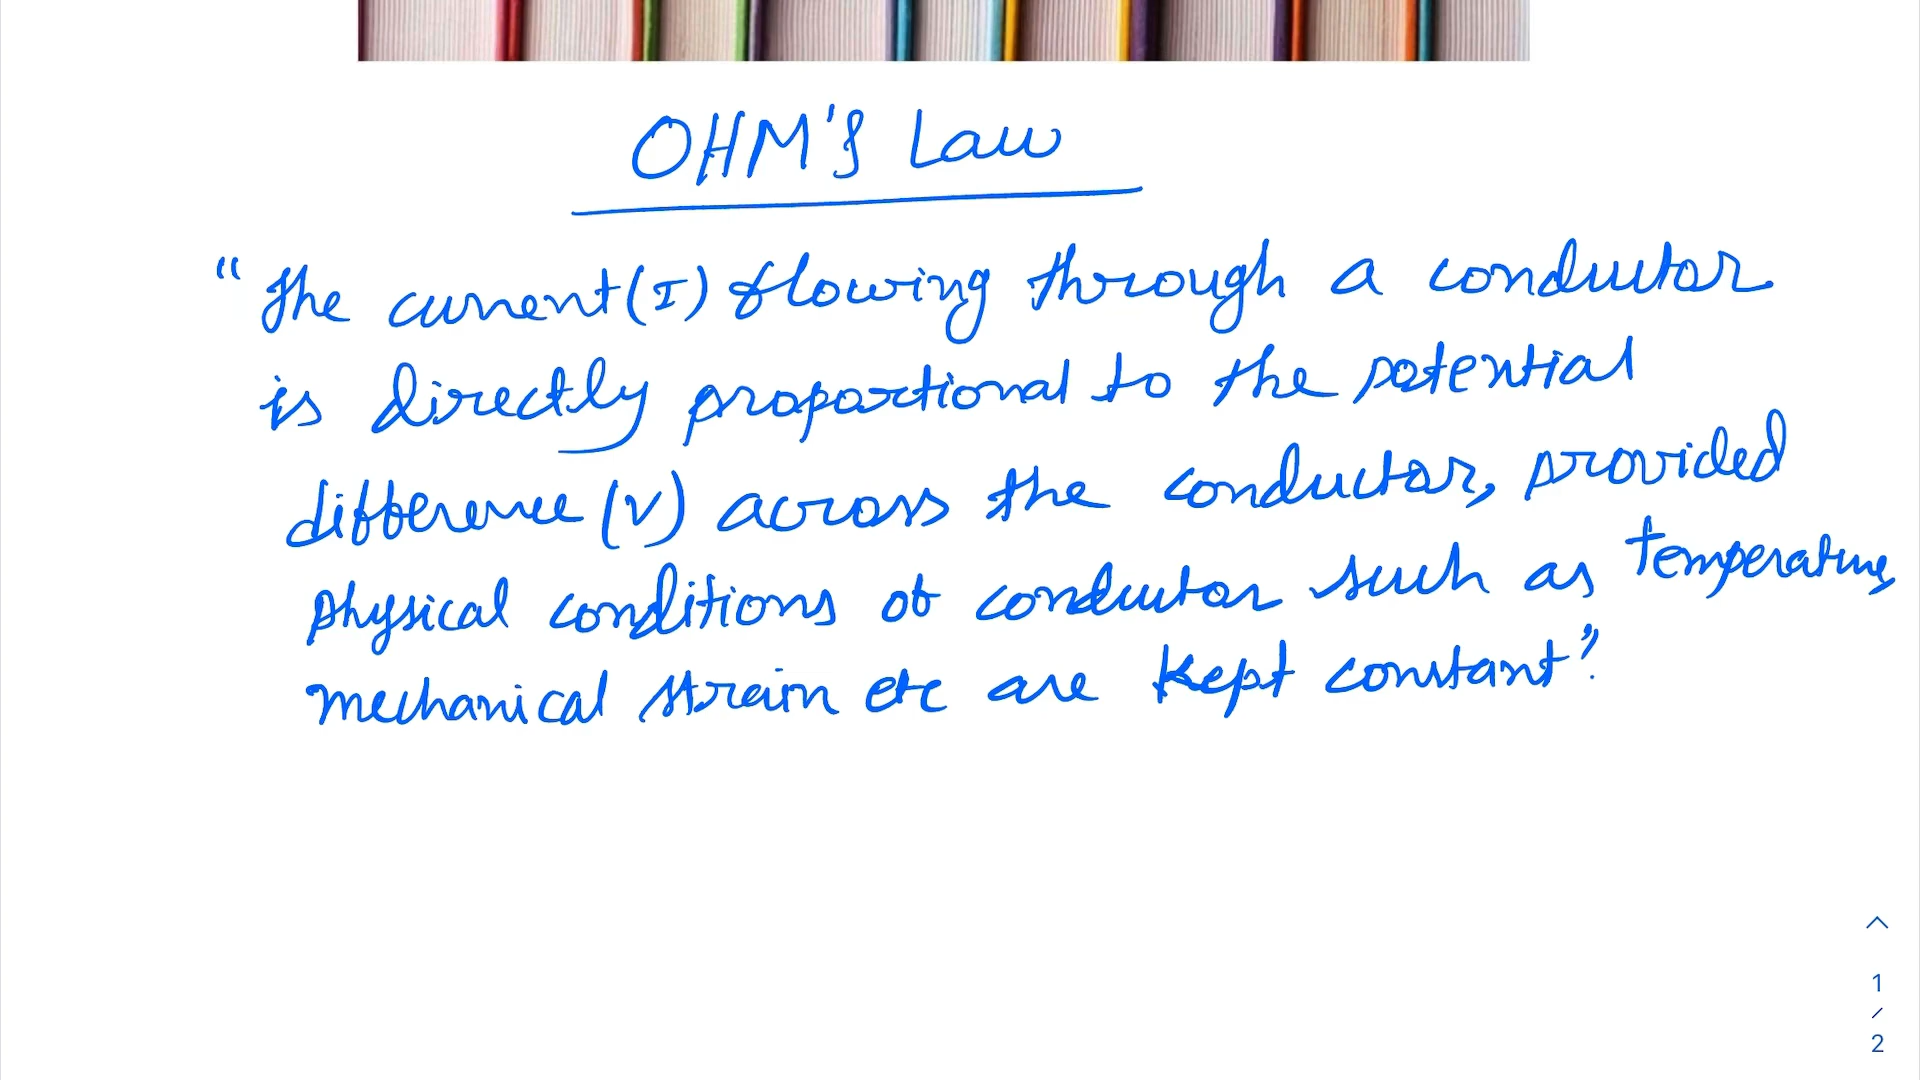 OHM'S Law
"The current (I) flowing through a conductor
is directly proportional to the potential
difference (V) across the conductor, provided
physical conditions of conductor such as temperature,
mechanical strain etc are kept constant".
1
/
2